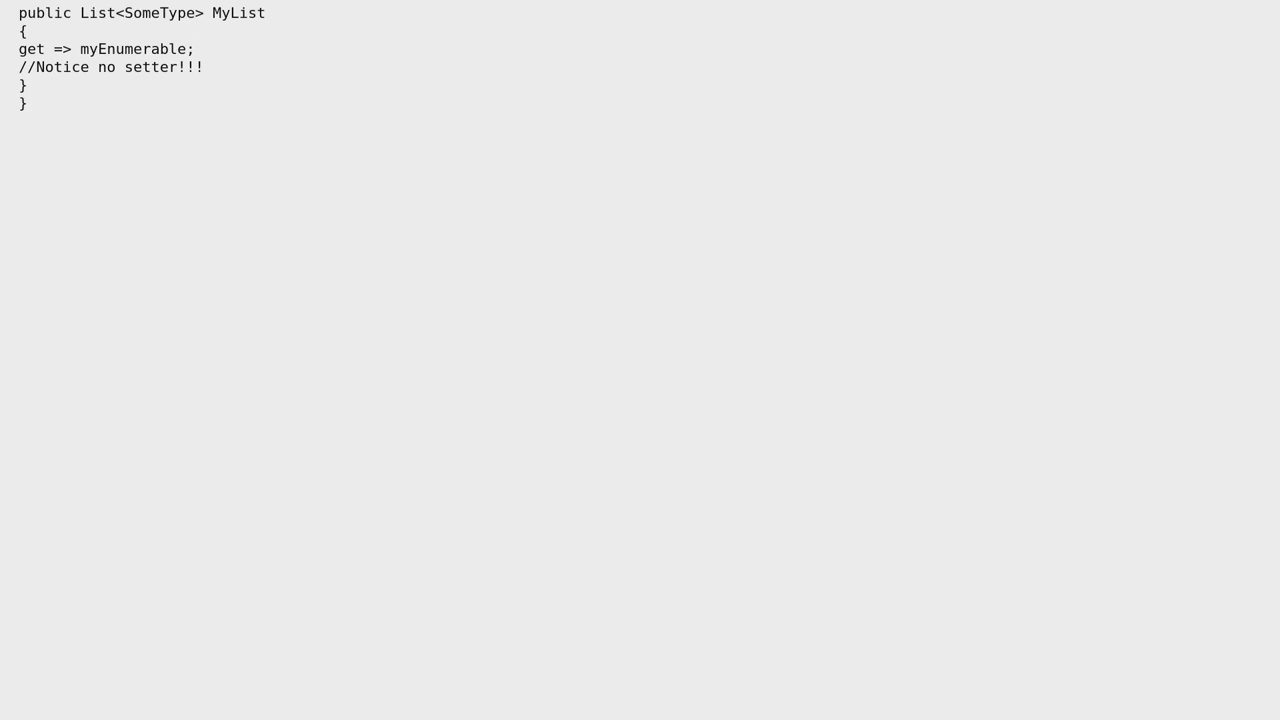 public List<SomeType> MyList
{
get => myEnumerable;
//Notice no setter!!!
}
}